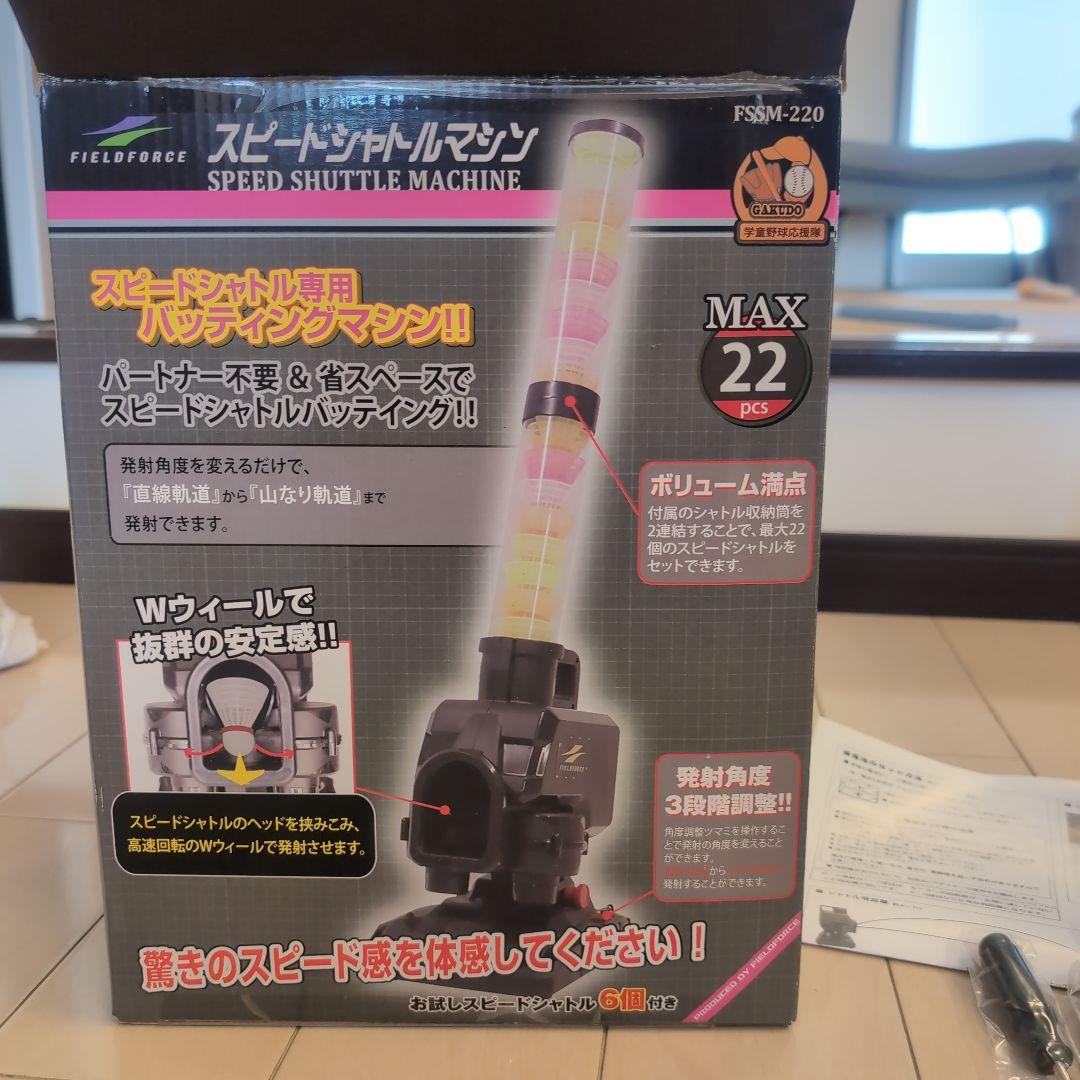 FSSM-220
FIELDFORCE
スピードシャトルマシン
SPEED SHUTTLE MACHINE
GAKUDO
学童野球応援隊
スピードシャトル専用
バッティングマシン!!
パートナー不要 & 省スペースで
スピードシャトルバッテイング!!
MAX
22
pcs
発射角度を変えるだけで、
『直線軌道』から『山なり軌道』まで
発射できます。
ボリューム満点
付属のシャトル収納筒を
2連結することで、最大22
個のスピードシャトルを
セットできます。
Wウィールで
抜群の安定感!!
FIELDFORCE
スピードシャトルのヘッドを挟みこみ、
高速回転のWウィールで発射させます。
発射角度
3段階調整!!
角度調整ツマミを操作するこ
とで発射の角度を変えること
ができます。
から
発射することができます。
驚きのスピード感を体感してください!
お試しスピードシャトル6個付き
PRODUCED BY FIELDFORCE